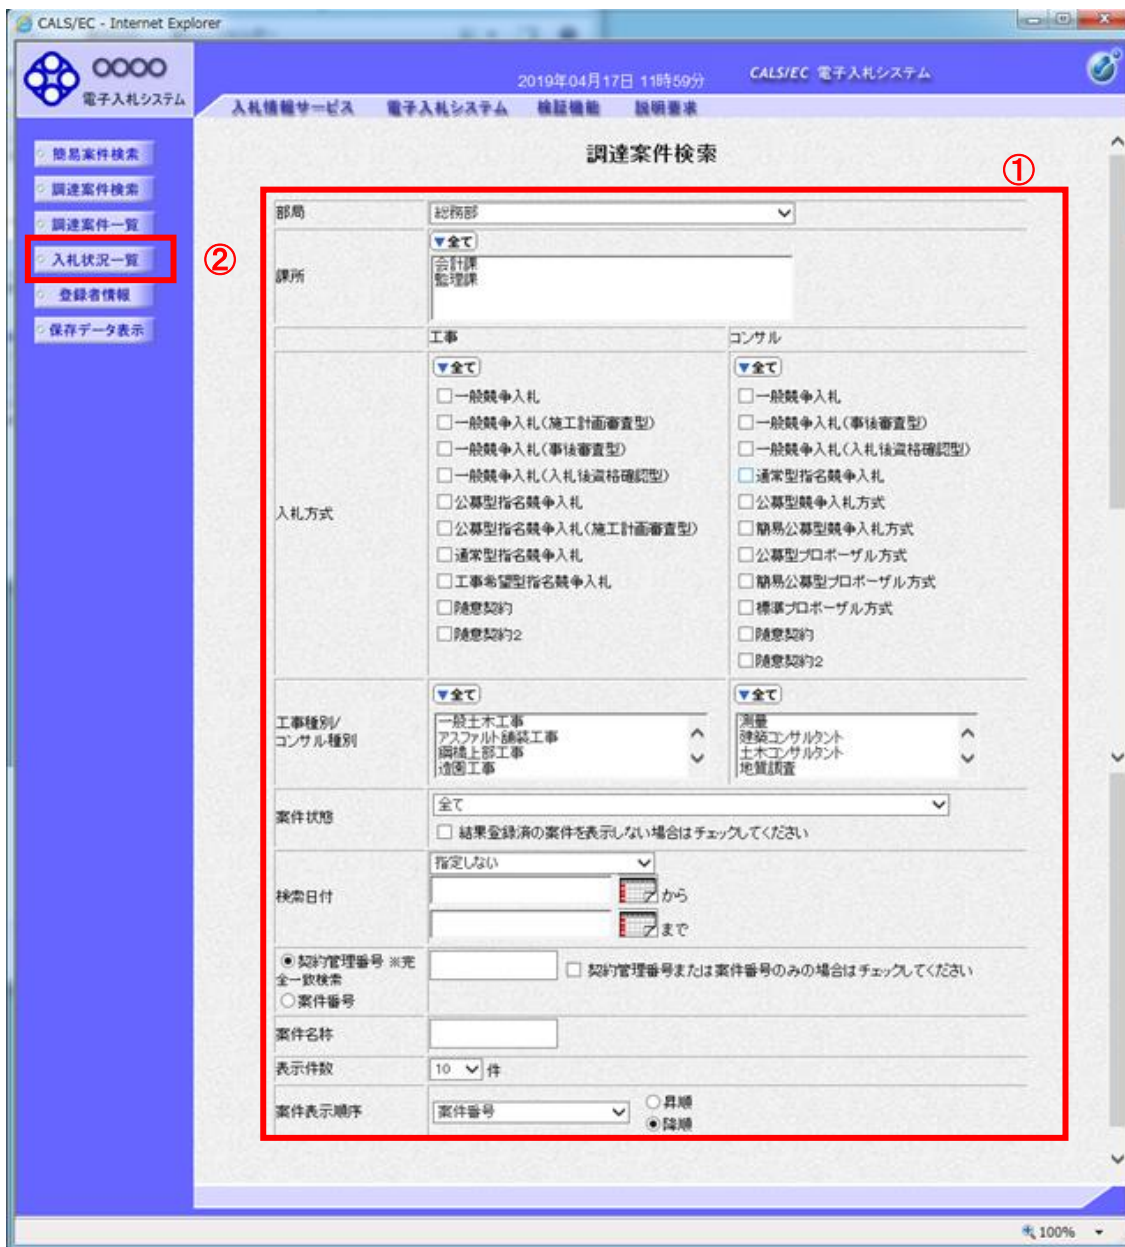 CALS/EC - Internet Explorer
○○○○
電子入札システム
2019年04月17日 11時59分
CALS/EC 電子入札システム
入札情報サービス 電子入札システム 検証機能 説明要求
簡易案件検索
調達案件検索
調達案件一覧
入札状況一覧
登録者情報
保存データ表示
②
調達案件検索
①
部局 総務部
▼全て
課所
会計課
監理課
工事 コンサル
入札方式
▼全て
□一般競争入札
□一般競争入札(施工計画審査型)
□一般競争入札(事後審査型)
□一般競争入札(入札後資格確認型)
□公募型指名競争入札
□公募型指名競争入札(施工計画審査型)
□通常型指名競争入札
□工事希望型指名競争入札
□随意契約
□随意契約2
▼全て
□一般競争入札
□一般競争入札(事後審査型)
□一般競争入札(入札後資格確認型)
□通常型指名競争入札
□公募型競争入札方式
□簡易公募型競争入札方式
□公募型プロポーザル方式
□簡易公募型プロポーザル方式
□標準プロポーザル方式
□随意契約
□随意契約2
工事種別/
コンサル種別
▼全て
一般土木工事
アスファルト舗装工事
鋼橋上部工事
造園工事
▼全て
測量
建築コンサルタント
土木コンサルタント
地質調査
案件状態 全て
□ 結果登録済の案件を表示しない場合はチェックしてください
検索日付
指定しない
から
まで
●契約管理番号 ※完
全一致検索
○案件番号
□ 契約管理番号または案件番号のみの場合はチェックしてください
案件名称
表示件数 10 件
案件表示順序 案件番号
○昇順
●降順
100%